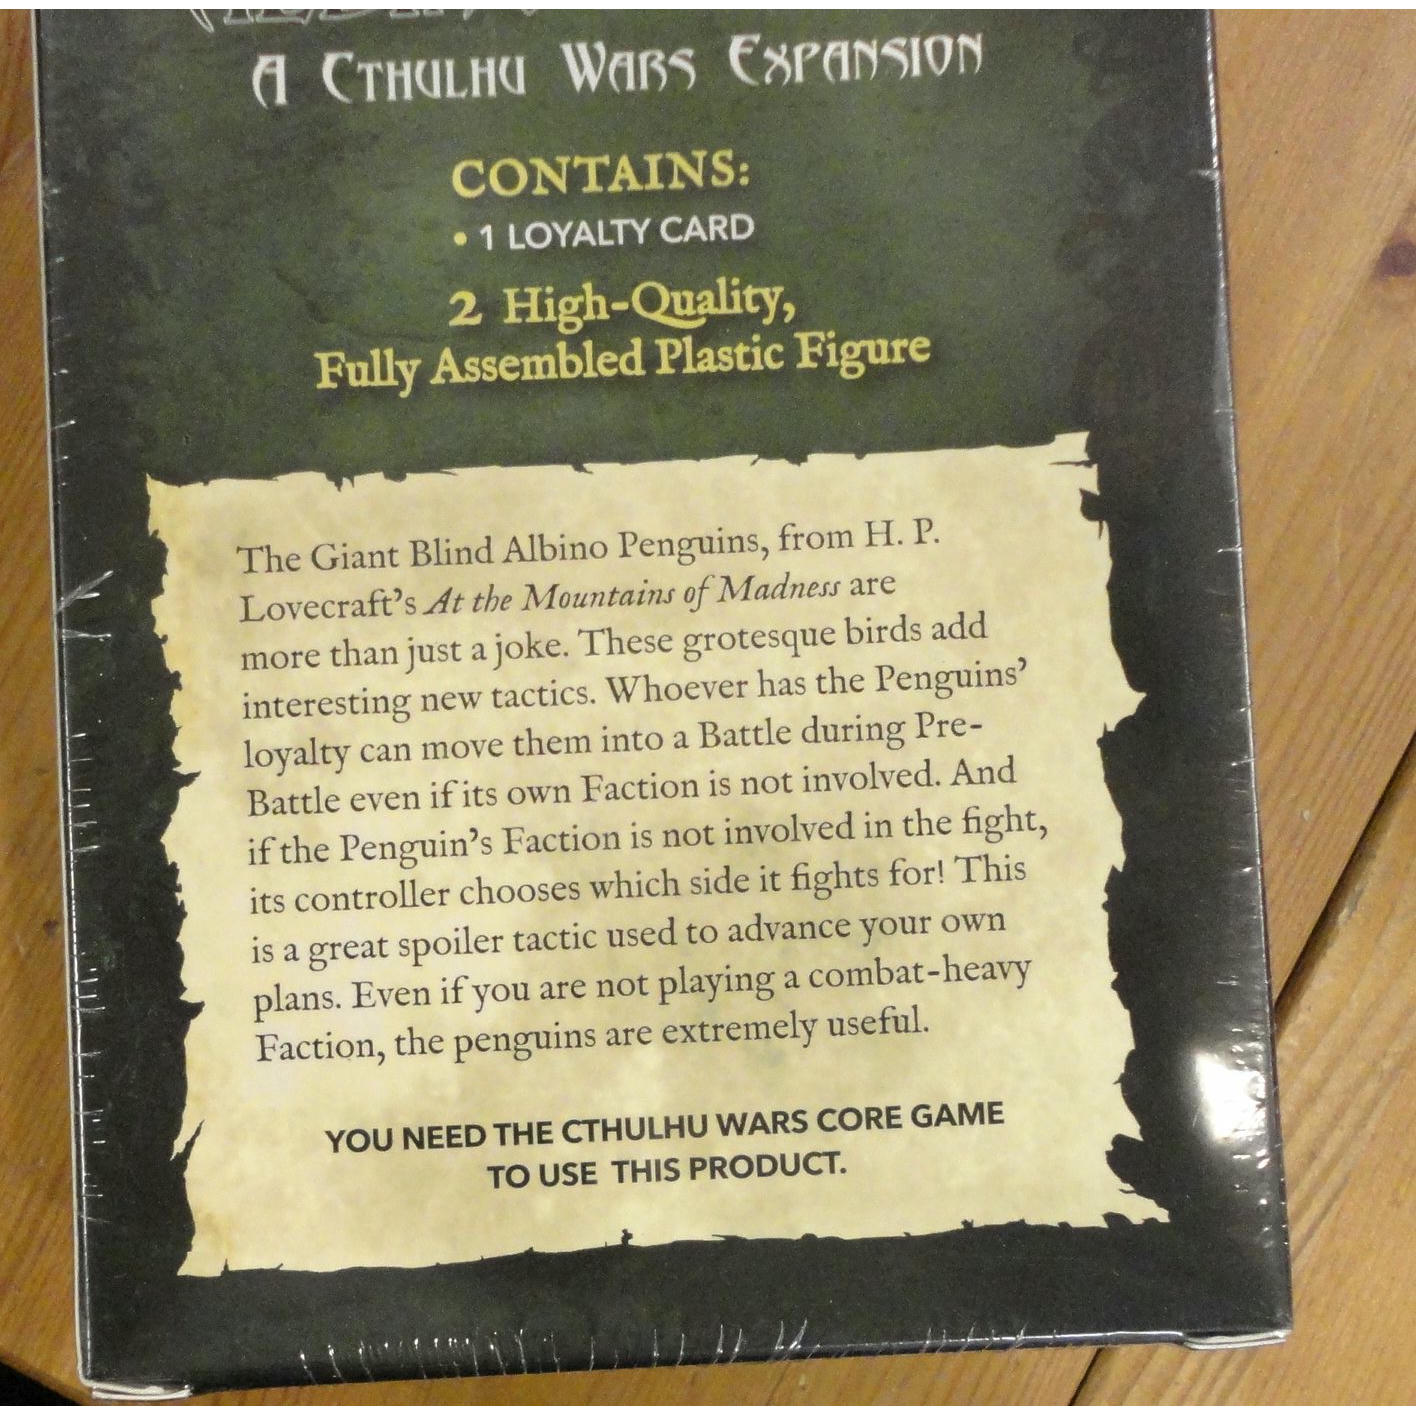 A CTHULHU WARS EXPANSION
CONTAINS:
• 1 LOYALTY CARD
2 High-Quality,
Fully Assembled Plastic Figure
The Giant Blind Albino Penguins, from H. P.
Lovecraft's At the Mountains of Madness are
more than just a joke. These grotesque birds add
interesting new tactics. Whoever has the Penguins'
loyalty can move them into a Battle during Pre-
Battle even if its own Faction is not involved. And
if the Penguin's Faction is not involved in the fight,
its controller chooses which side it fights for! This
is a great spoiler tactic used to advance your own
plans. Even if you are not playing a combat-heavy
Faction, the penguins are extremely useful.
YOU NEED THE CTHULHU WARS CORE GAME
TO USE THIS PRODUCT.